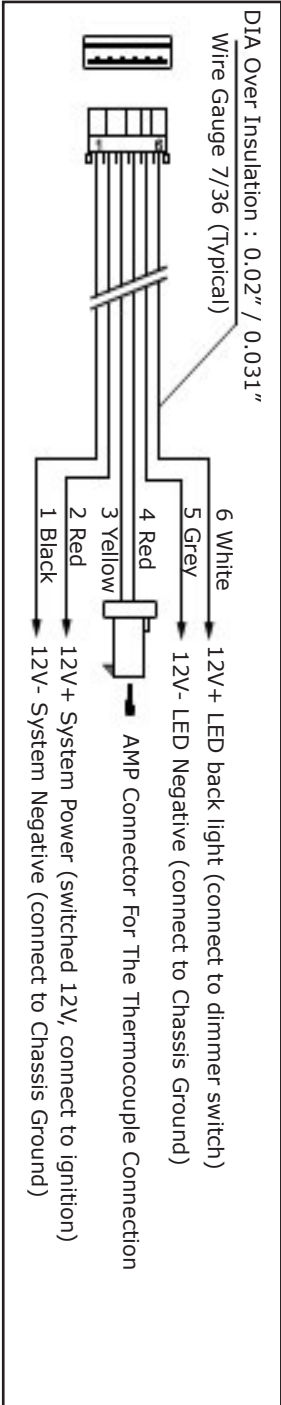 DIA Over Insulation : 0.02” / 0.031”
Wire Gauge 7/36 (Typical)
1
6
6 White
12V+ LED back light (connect to dimmer switch)
5 Grey
12V- LED Negative (connect to Chassis Ground)
4 Red
3 Yellow
AMP Connector For The Thermocouple Connection
2 Red
12V+ System Power (switched 12V, connect to ignition)
1 Black
12V- System Negative (connect to Chassis Ground)